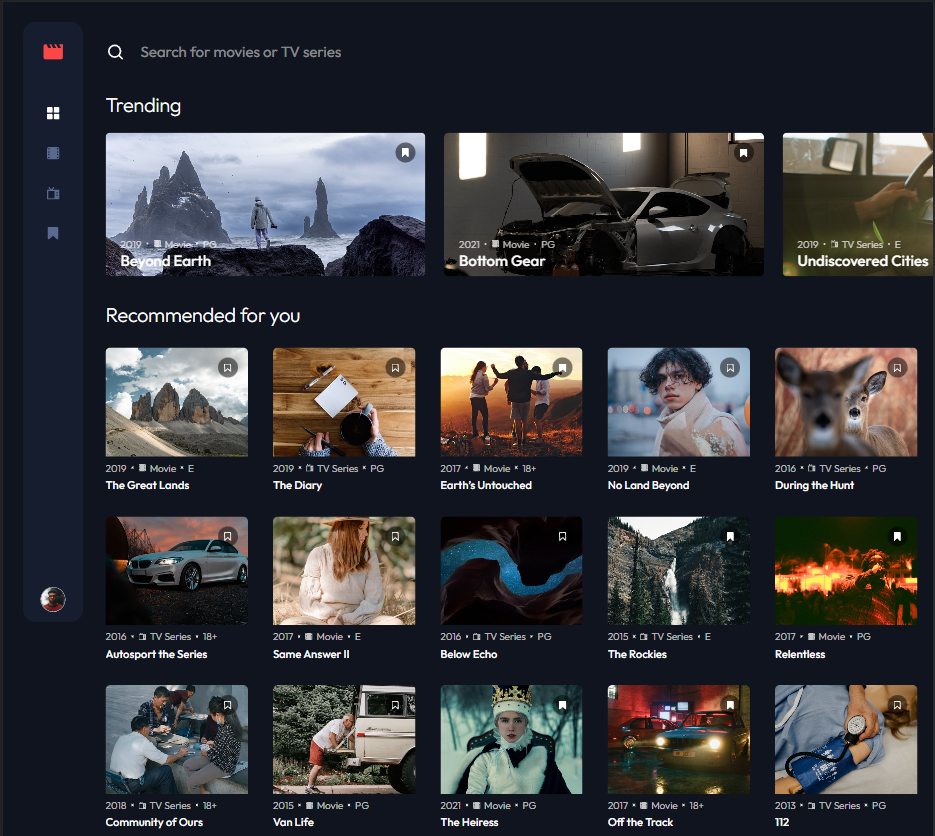 Search for movies or TV series
Trending
2019 • Movie • PG
Beyond Earth
2021 • Movie • PG
Bottom Gear
2019 • TV Series • E
Undiscovered Cities
Recommended for you
2019 • Movie • E
The Great Lands
2019 • TV Series • PG
The Diary
2017 • Movie • 18+
Earth's Untouched
2019 • Movie • E
No Land Beyond
2016 • TV Series • PG
During the Hunt
2016 • TV Series • 18+
Autosport the Series
2017 • Movie • E
Same Answer II
2016 • TV Series • PG
Below Echo
2015 • TV Series • E
The Rockies
2017 • Movie • PG
Relentless
2018 • TV Series • 18+
Community of Ours
2015 • Movie • PG
Van Life
2021 • Movie • PG
The Heiress
2017 • Movie • 18+
Off the Track
2013 • TV Series • PG
112